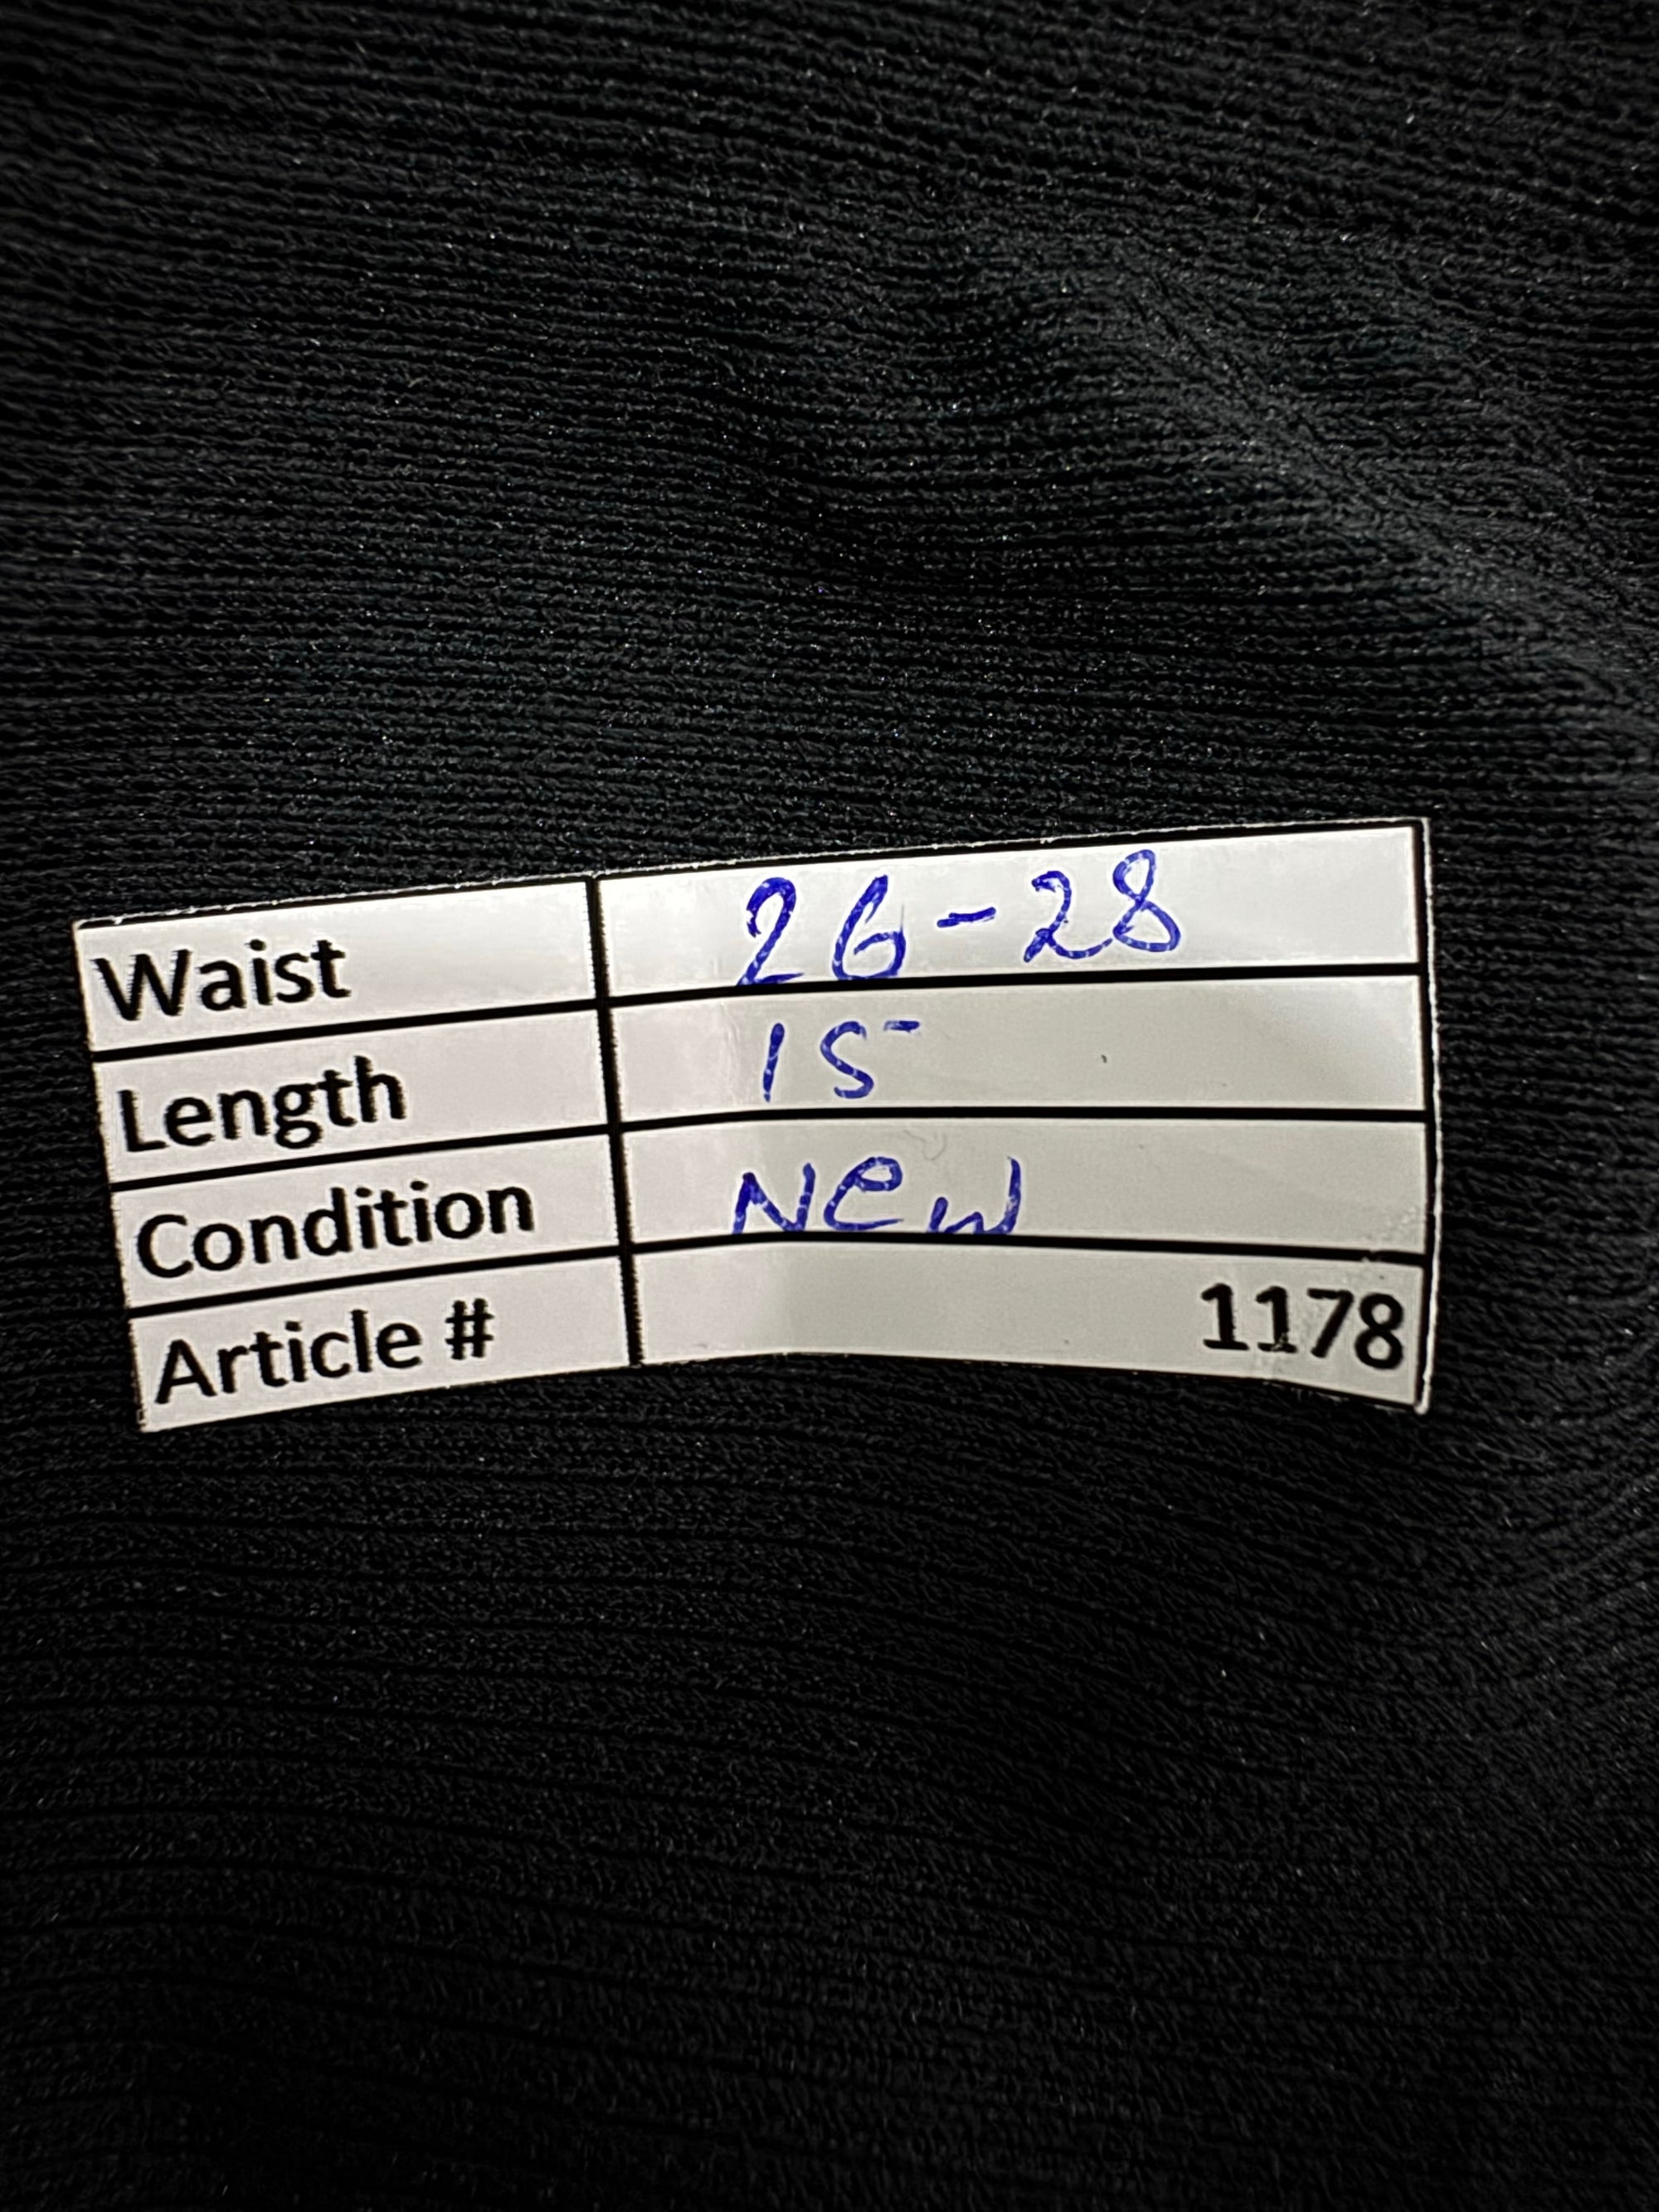 Waist 26-28
Length 15
Condition New
Article # 1178